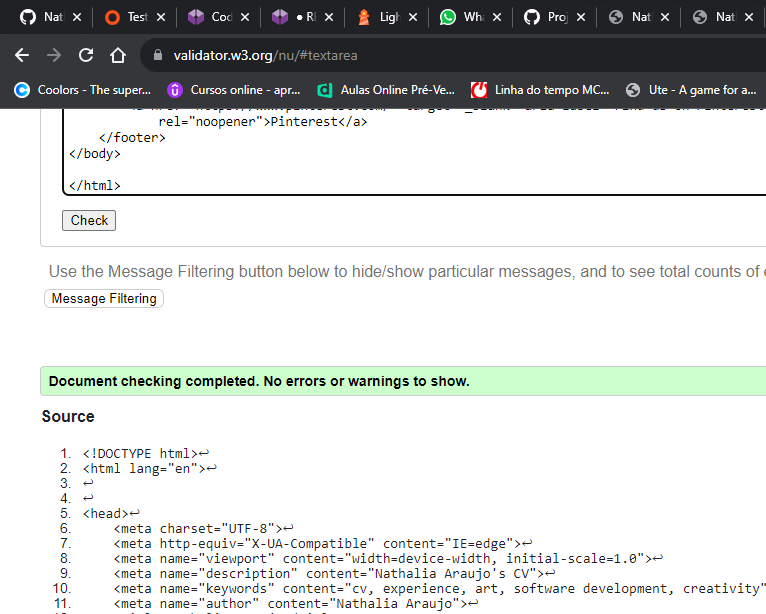 Nat × Test × Cod × ● RI × Ligh × Wh × Proj × Nat × Nat ×
validator.w3.org/nu/#textarea
Coolors - The super... Cursos online - apr... Aulas Online Pré-Ve... Linha do tempo MC... Ute - A game for a...
rel="noopener">Pinterest</a>
</footer>
</body>
</html>
Check
Use the Message Filtering button below to hide/show particular messages, and to see total counts of
Message Filtering
Document checking completed. No errors or warnings to show.
Source
1. <!DOCTYPE html>↩
2. <html lang="en">↩
3. ↩
4. ↩
5. <head>↩
6. <meta charset="UTF-8">↩
7. <meta http-equiv="X-UA-Compatible" content="IE=edge">↩
8. <meta name="viewport" content="width=device-width, initial-scale=1.0">↩
9. <meta name="description" content="Nathalia Araujo's CV">↩
10. <meta name="keywords" content="cv, experience, art, software development, creativity"
11. <meta name="author" content="Nathalia Araujo">↩